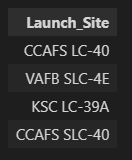 Launch_Site
CCAFS LC-40
VAFB SLC-4E
KSC LC-39A
CCAFS SLC-40